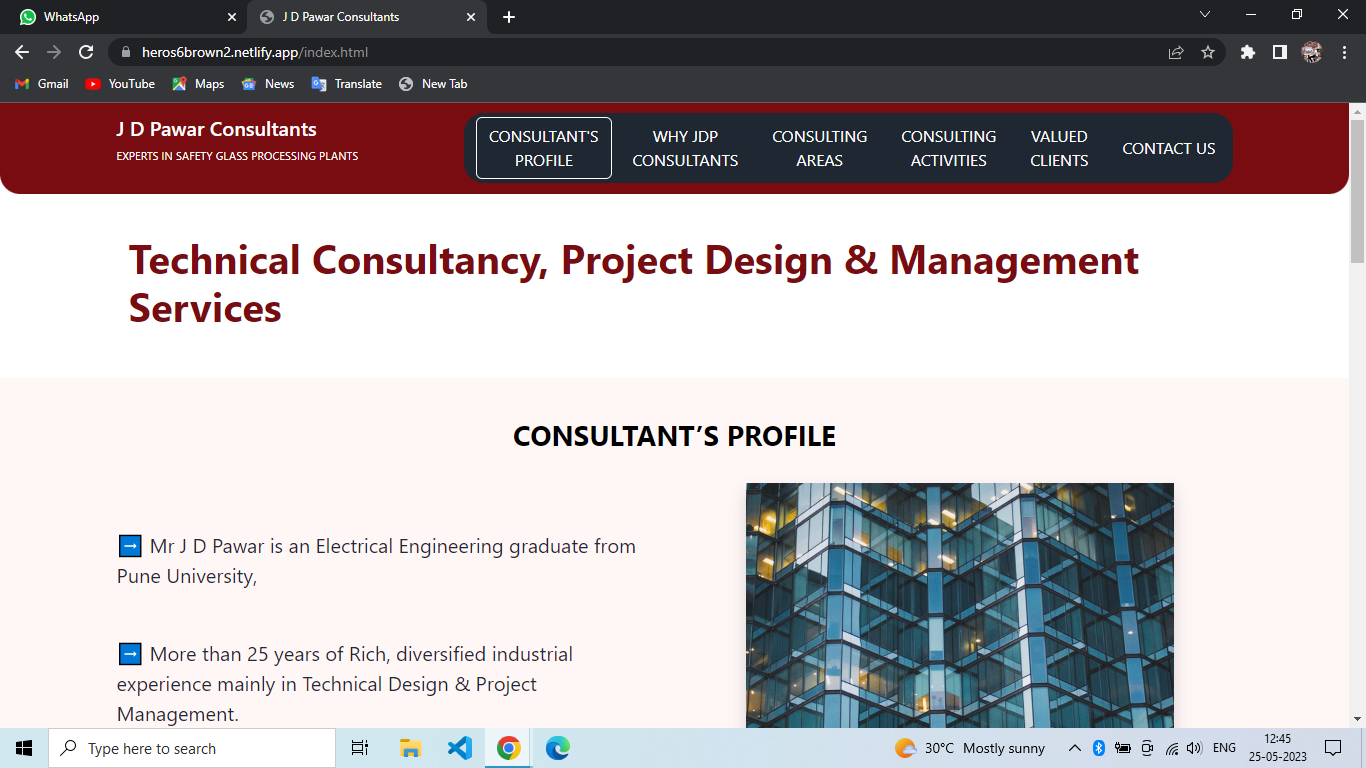 WhatsApp
J D Pawar Consultants
heros6brown2.netlify.app/index.html
Gmail
YouTube
Maps
News
Translate
New Tab
J D Pawar Consultants
EXPERTS IN SAFETY GLASS PROCESSING PLANTS
CONSULTANT'S
PROFILE
WHY JDP
CONSULTANTS
CONSULTING
AREAS
CONSULTING
ACTIVITIES
VALUED
CLIENTS
CONTACT US
Technical Consultancy, Project Design & Management
Services
CONSULTANT’S PROFILE
➡ Mr J D Pawar is an Electrical Engineering graduate from
Pune University,
➡ More than 25 years of Rich, diversified industrial
experience mainly in Technical Design & Project
Management.
Type here to search
30°C Mostly sunny
ENG
12:45
25-05-2023